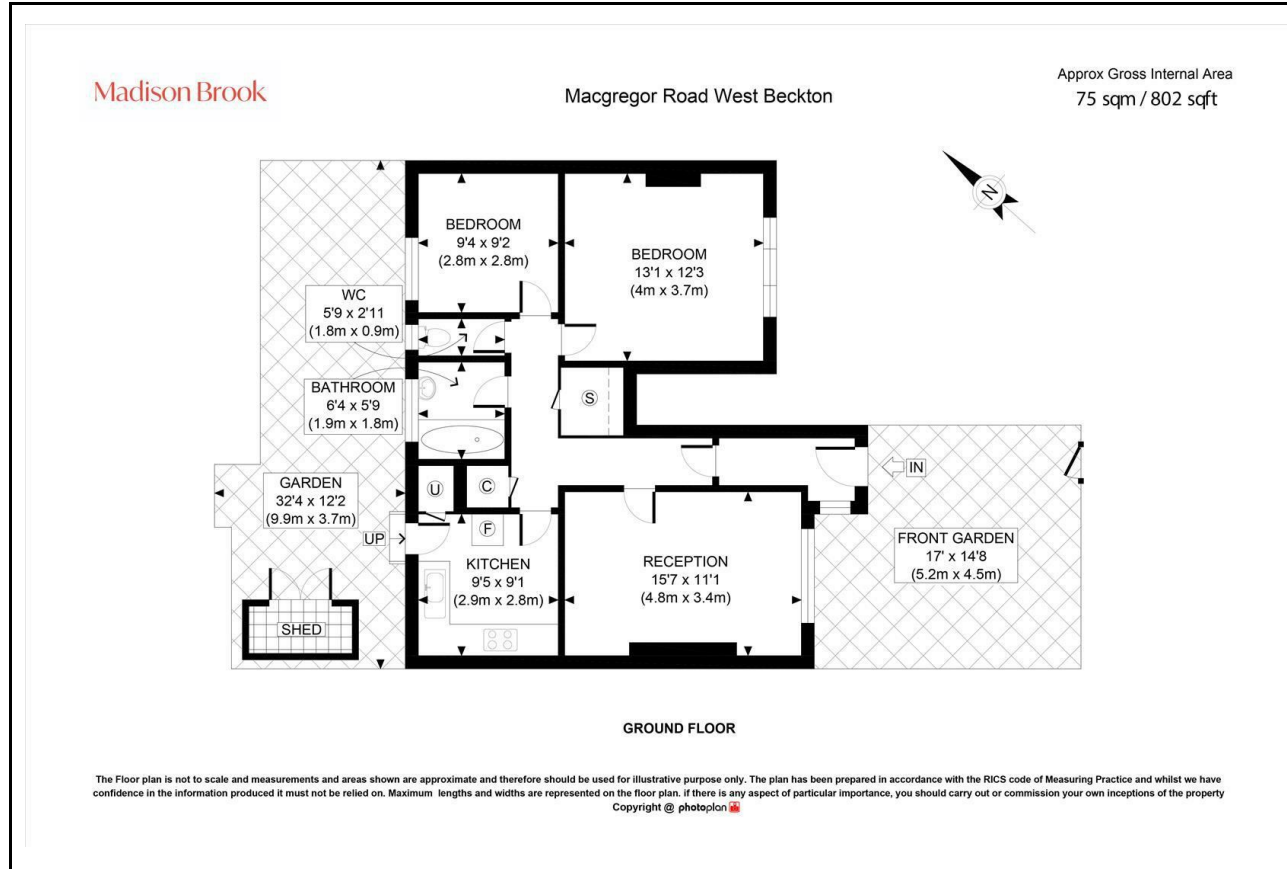 Madison Brook
Macgregor Road West Beckton
Approx Gross Internal Area
75 sqm / 802 sqft
N
BEDROOM
9'4 x 9'2
(2.8m x 2.8m)
BEDROOM
13'1 x 12'3
(4m x 3.7m)
WC
5'9 x 2'11
(1.8m x 0.9m)
BATHROOM
6'4 x 5'9
(1.9m x 1.8m)
S
IN
GARDEN
32'4 x 12'2
(9.9m x 3.7m)
U
C
UP
F
KITCHEN
9'5 x 9'1
(2.9m x 2.8m)
RECEPTION
15'7 x 11'1
(4.8m x 3.4m)
FRONT GARDEN
17' x 14'8
(5.2m x 4.5m)
SHED
GROUND FLOOR
The Floor plan is not to scale and measurements and areas shown are approximate and therefore should be used for illustrative purpose only. The plan has been prepared in accordance with the RICS code of Measuring Practice and whilst we have
confidence in the information produced it must not be relied on. Maximum lengths and widths are represented on the floor plan. if there is any aspect of particular importance, you should carry out or commission your own inceptions of the property
Copyright @ photoplan